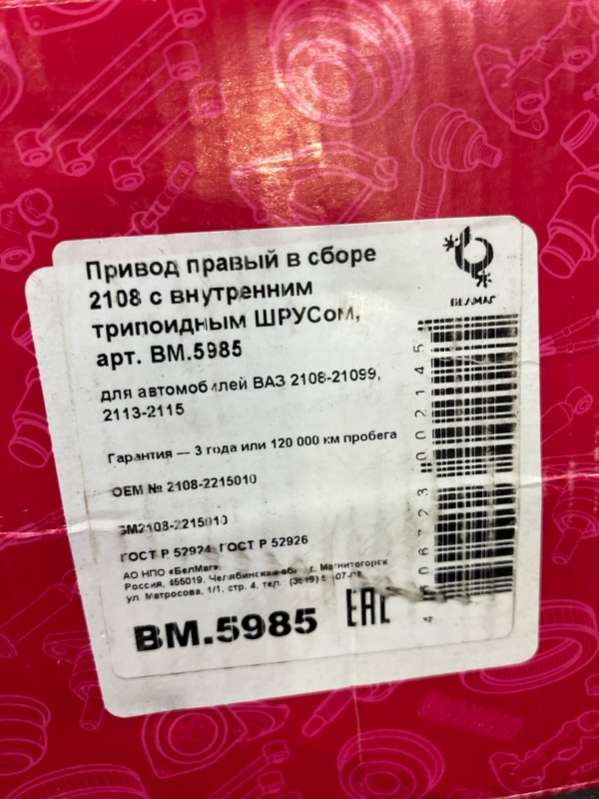 Привод правый в сборе
2108 с внутренним
трипоидным ШРУСом,
арт. BM.5985
БЕЛМАГ
для автомобилей ВАЗ 2108-21099,
2113-2115
Гарантия — 3 года или 120 000 км пробега
OEM № 2108-2215010
BM2108-2215010
ГОСТ Р 52924, ГОСТ Р 52926
АО НПО «БелМаг»
Россия, 455019, Челябинская г. Магнитогорск
ул. Матросова, 1/1, стр. 4, тел.
BM.5985
EAC